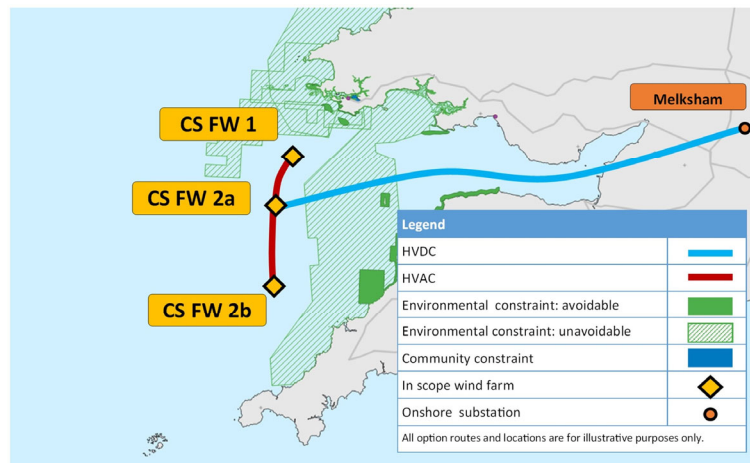 Melksham
CS FW 1
CS FW 2a
CS FW 2b
Legend
HVDC
HVAC
Environmental constraint: avoidable
Environmental constraint: unavoidable
Community constraint
In scope wind farm
Onshore substation
All option routes and locations are for illustrative purposes only.